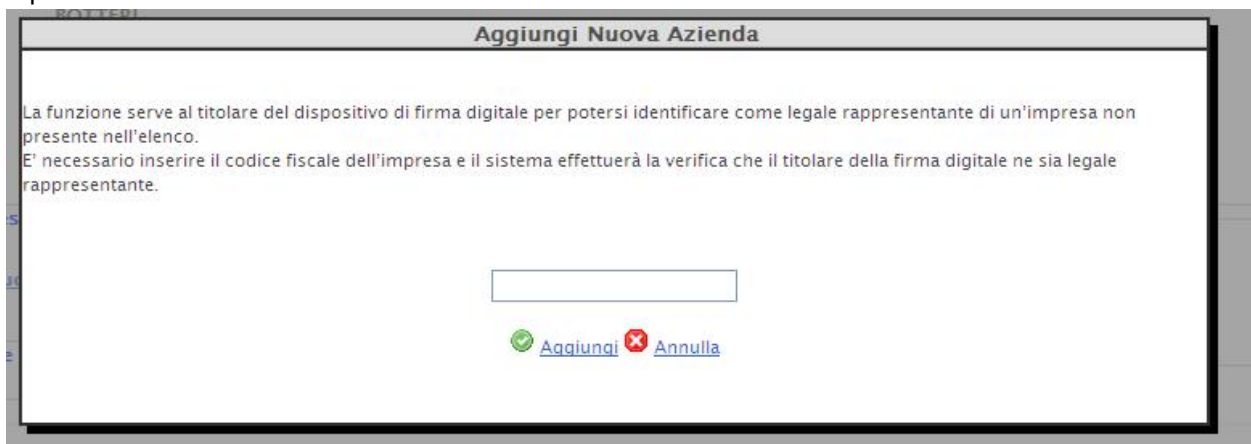 BOTTERI
Aggiungi Nuova Azienda
La funzione serve al titolare del dispositivo di firma digitale per potersi identificare come legale rappresentante di un'impresa non
presente nell'elenco.
E' necessario inserire il codice fiscale dell'impresa e il sistema effettuerà la verifica che il titolare della firma digitale ne sia legale
rappresentante.
Aggiungi Annulla